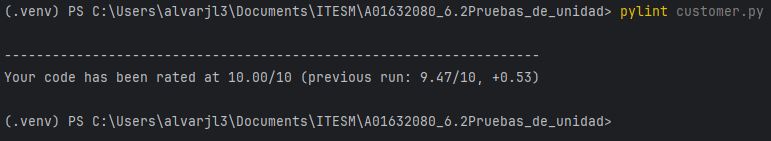 (.venv) PS C:\Users\alvarjl3\Documents\ITESM\A01632080_6.2Pruebas_de_unidad> pylint customer.py
-------------------------------------------------------------------
Your code has been rated at 10.00/10 (previous run: 9.47/10, +0.53)
(.venv) PS C:\Users\alvarjl3\Documents\ITESM\A01632080_6.2Pruebas_de_unidad>